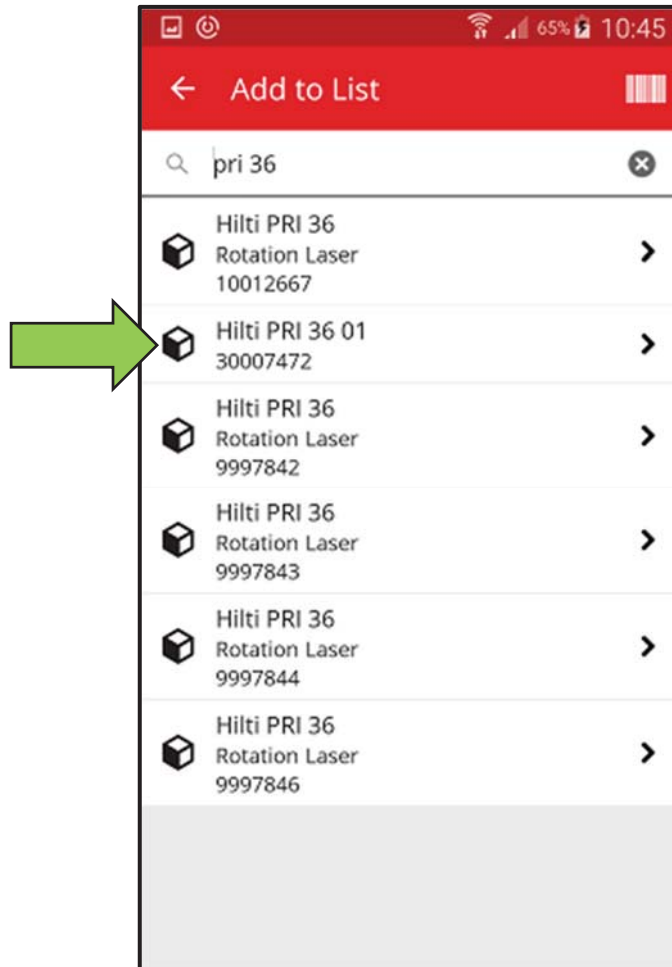 65% 10:45
Add to List
pri 36
Hilti PRI 36
Rotation Laser
10012667
Hilti PRI 36 01
30007472
Hilti PRI 36
Rotation Laser
9997842
Hilti PRI 36
Rotation Laser
9997843
Hilti PRI 36
Rotation Laser
9997844
Hilti PRI 36
Rotation Laser
9997846